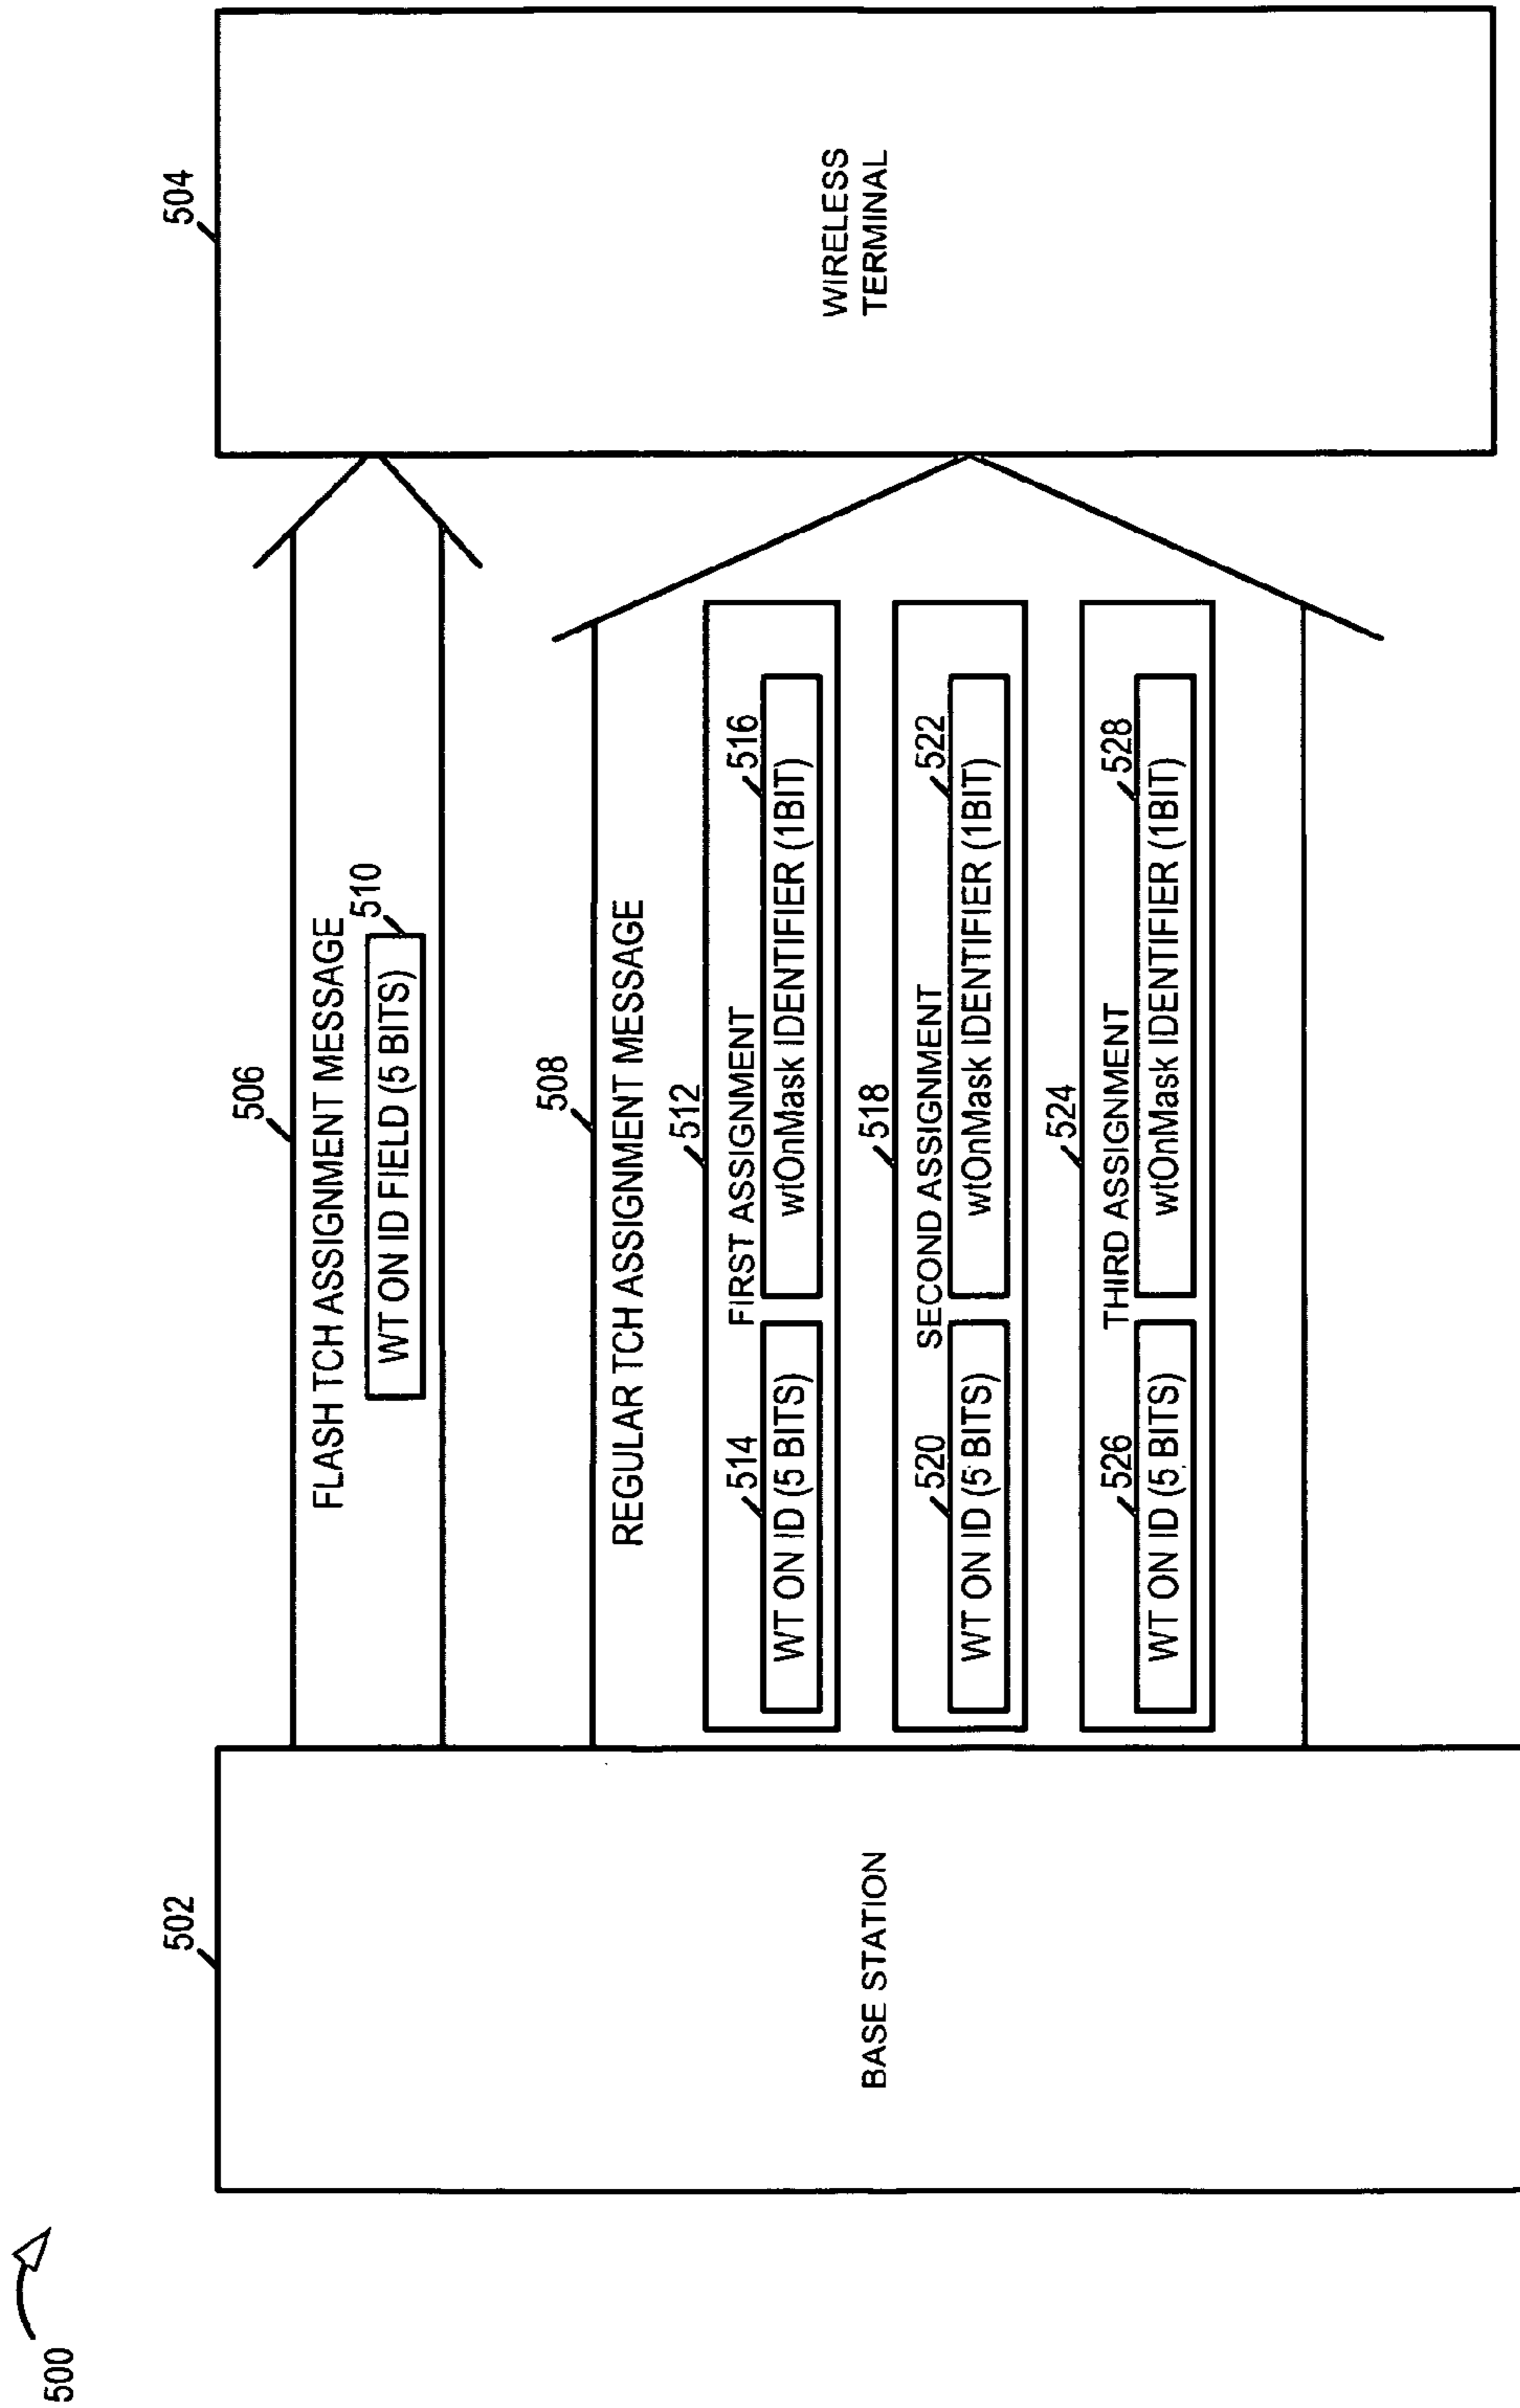 500
502
BASE STATION
506
FLASH TCH ASSIGNMENT MESSAGE
510
WT ON ID FIELD (5 BITS)
508
REGULAR TCH ASSIGNMENT MESSAGE
512
FIRST ASSIGNMENT
514
516
WT ON ID (5 BITS)
wtOnMask IDENTIFIER (1BIT)
518
SECOND ASSIGNMENT
520
522
WT ON ID (5 BITS)
wtOnMask IDENTIFIER (1BIT)
524
THIRD ASSIGNMENT
526
528
WT ON ID (5 BITS)
wtOnMask IDENTIFIER (1BIT)
504
WIRELESS
TERMINAL